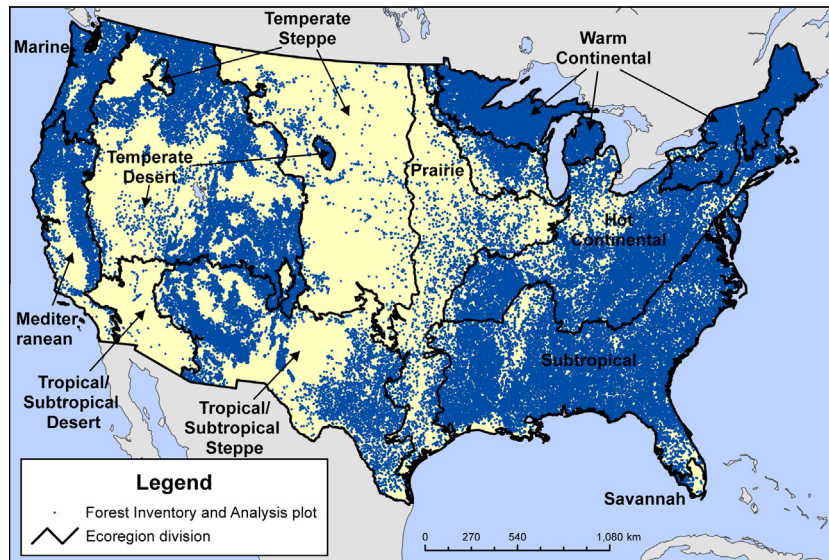 Temperate
Steppe
Marine
Warm
Continental
Temperate
Desert
Prairie
Hot
Continental
Mediter
ranean
Subtropical
Tropical/
Subtropical
Desert
Tropical/
Subtropical
Steppe
Savannah
Legend
Forest Inventory and Analysis plot
Ecoregion division
0 270 540 1,080 km